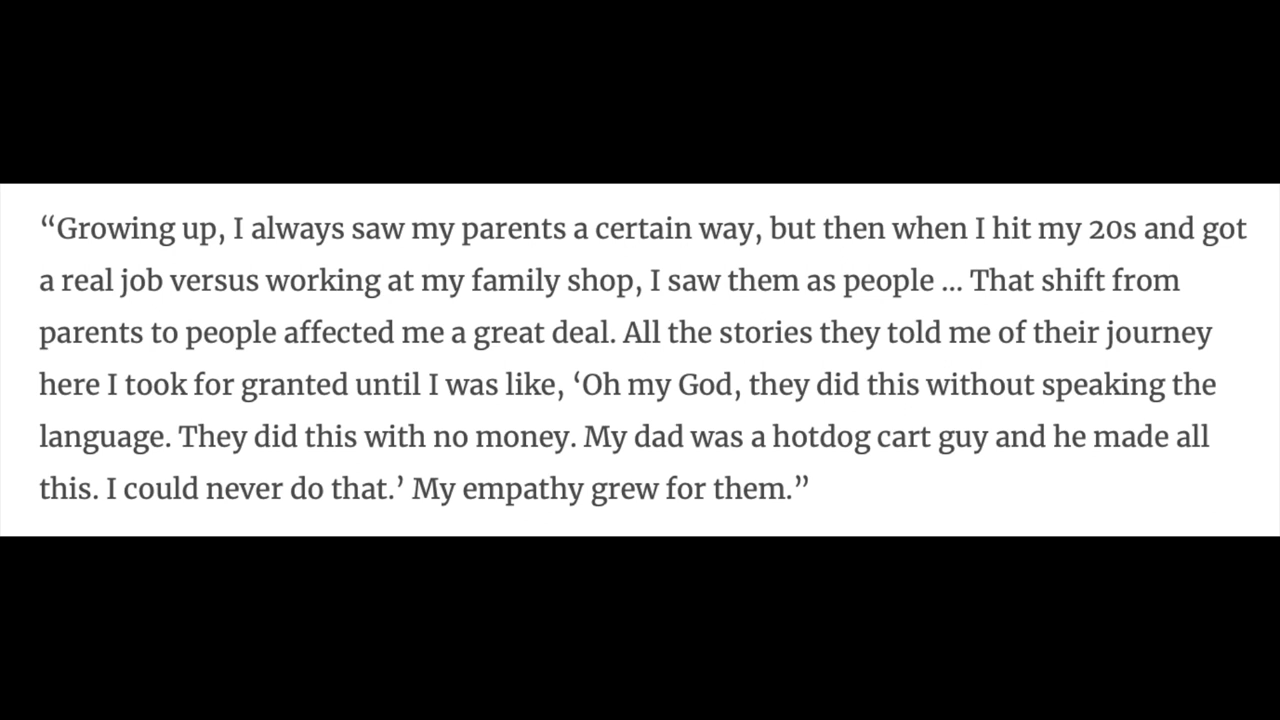 “Growing up, I always saw my parents a certain way, but then when I hit my 20s and got
a real job versus working at my family shop, I saw them as people ... That shift from
parents to people affected me a great deal. All the stories they told me of their journey
here I took for granted until I was like, ‘Oh my God, they did this without speaking the
language. They did this with no money. My dad was a hotdog cart guy and he made all
this. I could never do that.’ My empathy grew for them.”